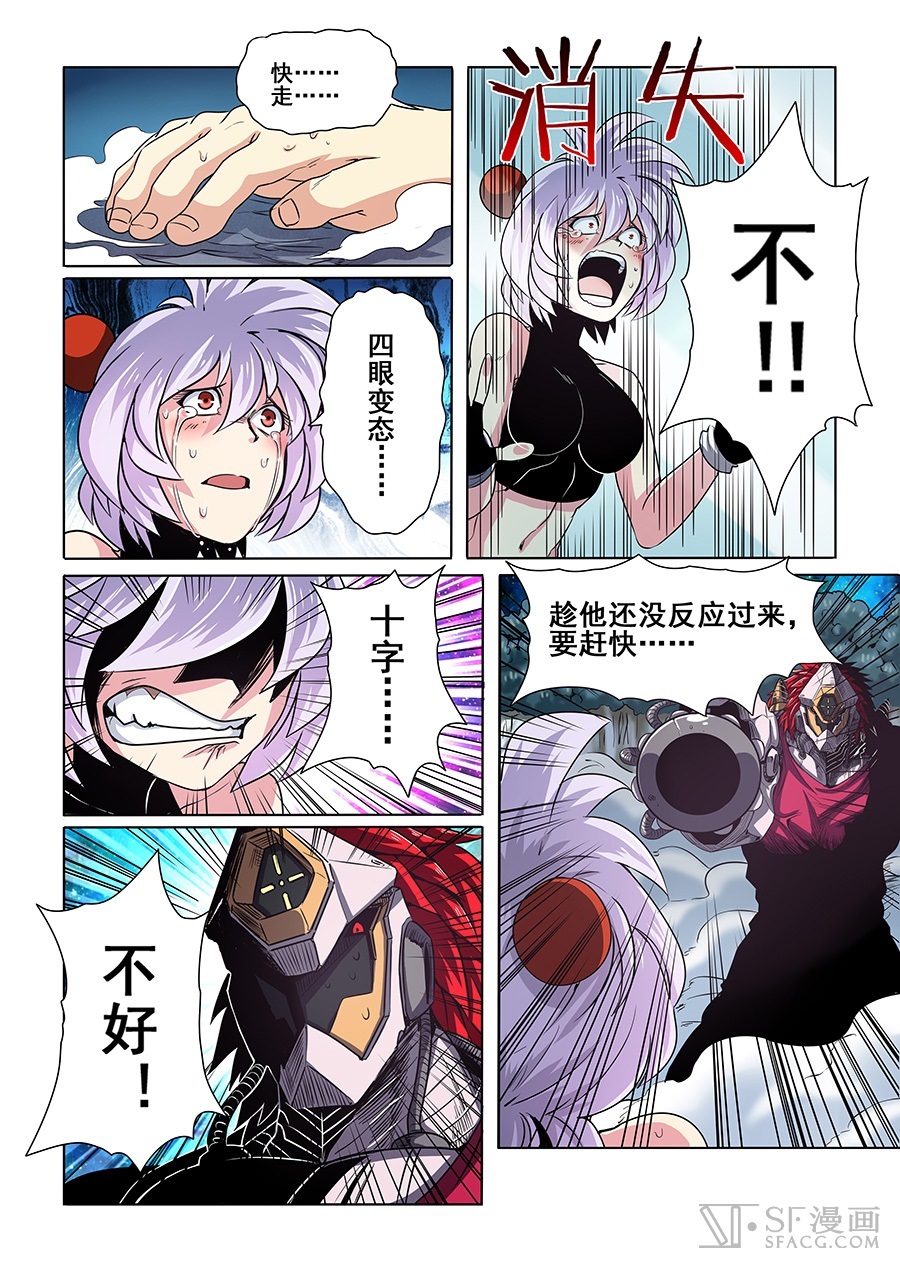 快……
走……
消失
不!!
四眼变态……
十字……
趁他还没反应过来，
要赶快……
不好！
SF漫画
SFACG.COM